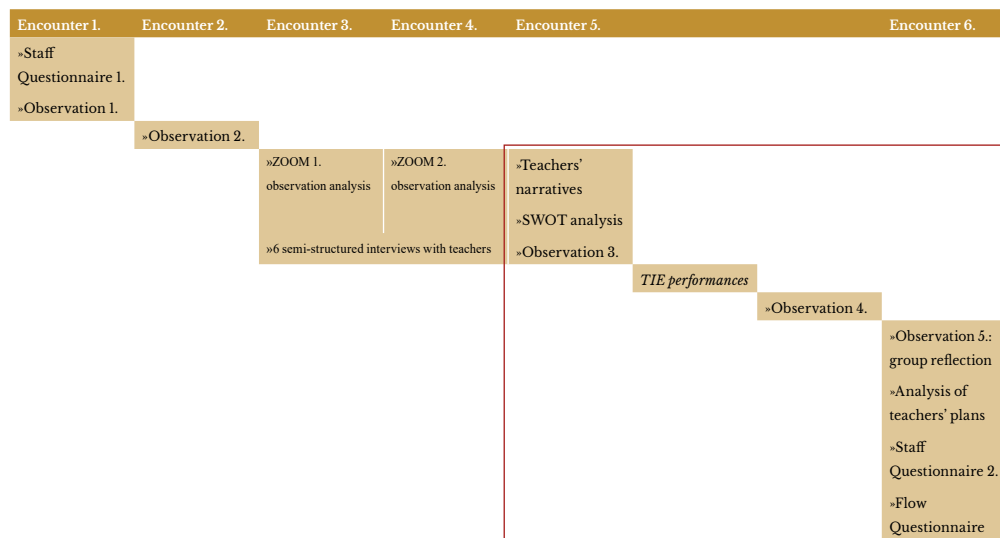 Encounter 1. Encounter 2. Encounter 3. Encounter 4. Encounter 5. Encounter 6.
»Staff
Questionnaire 1.
»Observation 1.
»Observation 2.
»ZOOM 1.
observation analysis
»ZOOM 2.
observation analysis
»6 semi-structured interviews with teachers
»Teachers’
narratives
»SWOT analysis
»Observation 3.
TIE performances
»Observation 4.
»Observation 5.:
group reflection
»Analysis of
teachers’ plans
»Staff
Questionnaire 2.
»Flow
Questionnaire